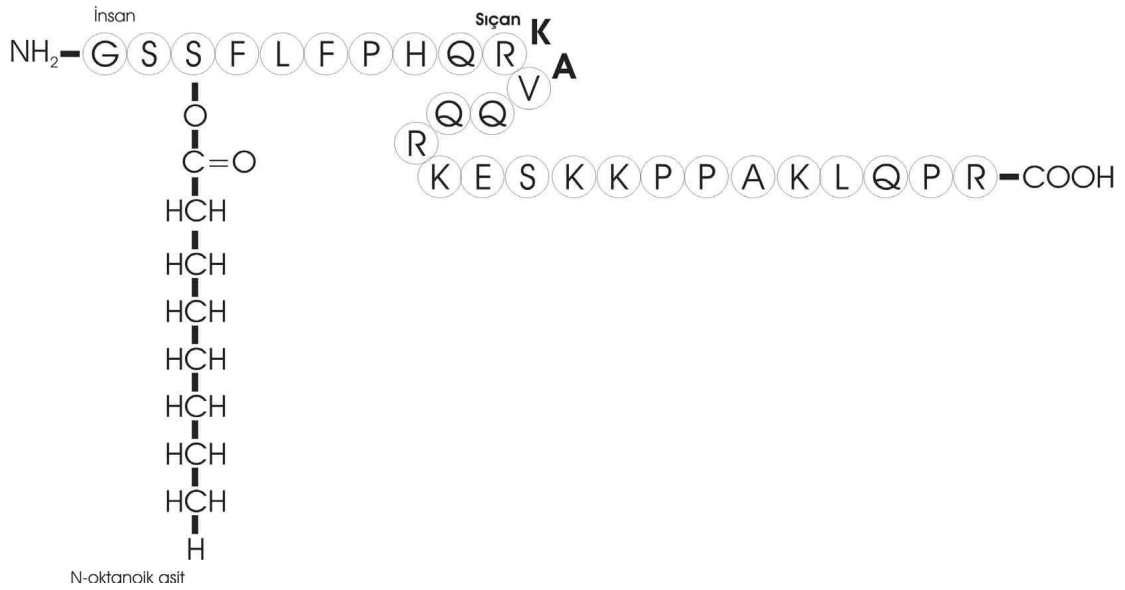 İnsan
Sıçan
NH2 G S S F L F P H Q R K
A
V
O
Q Q
R
C=O
K E S K K P P A K L Q P R COOH
HCH
HCH
HCH
HCH
HCH
HCH
HCH
H
N-oktanoik asit